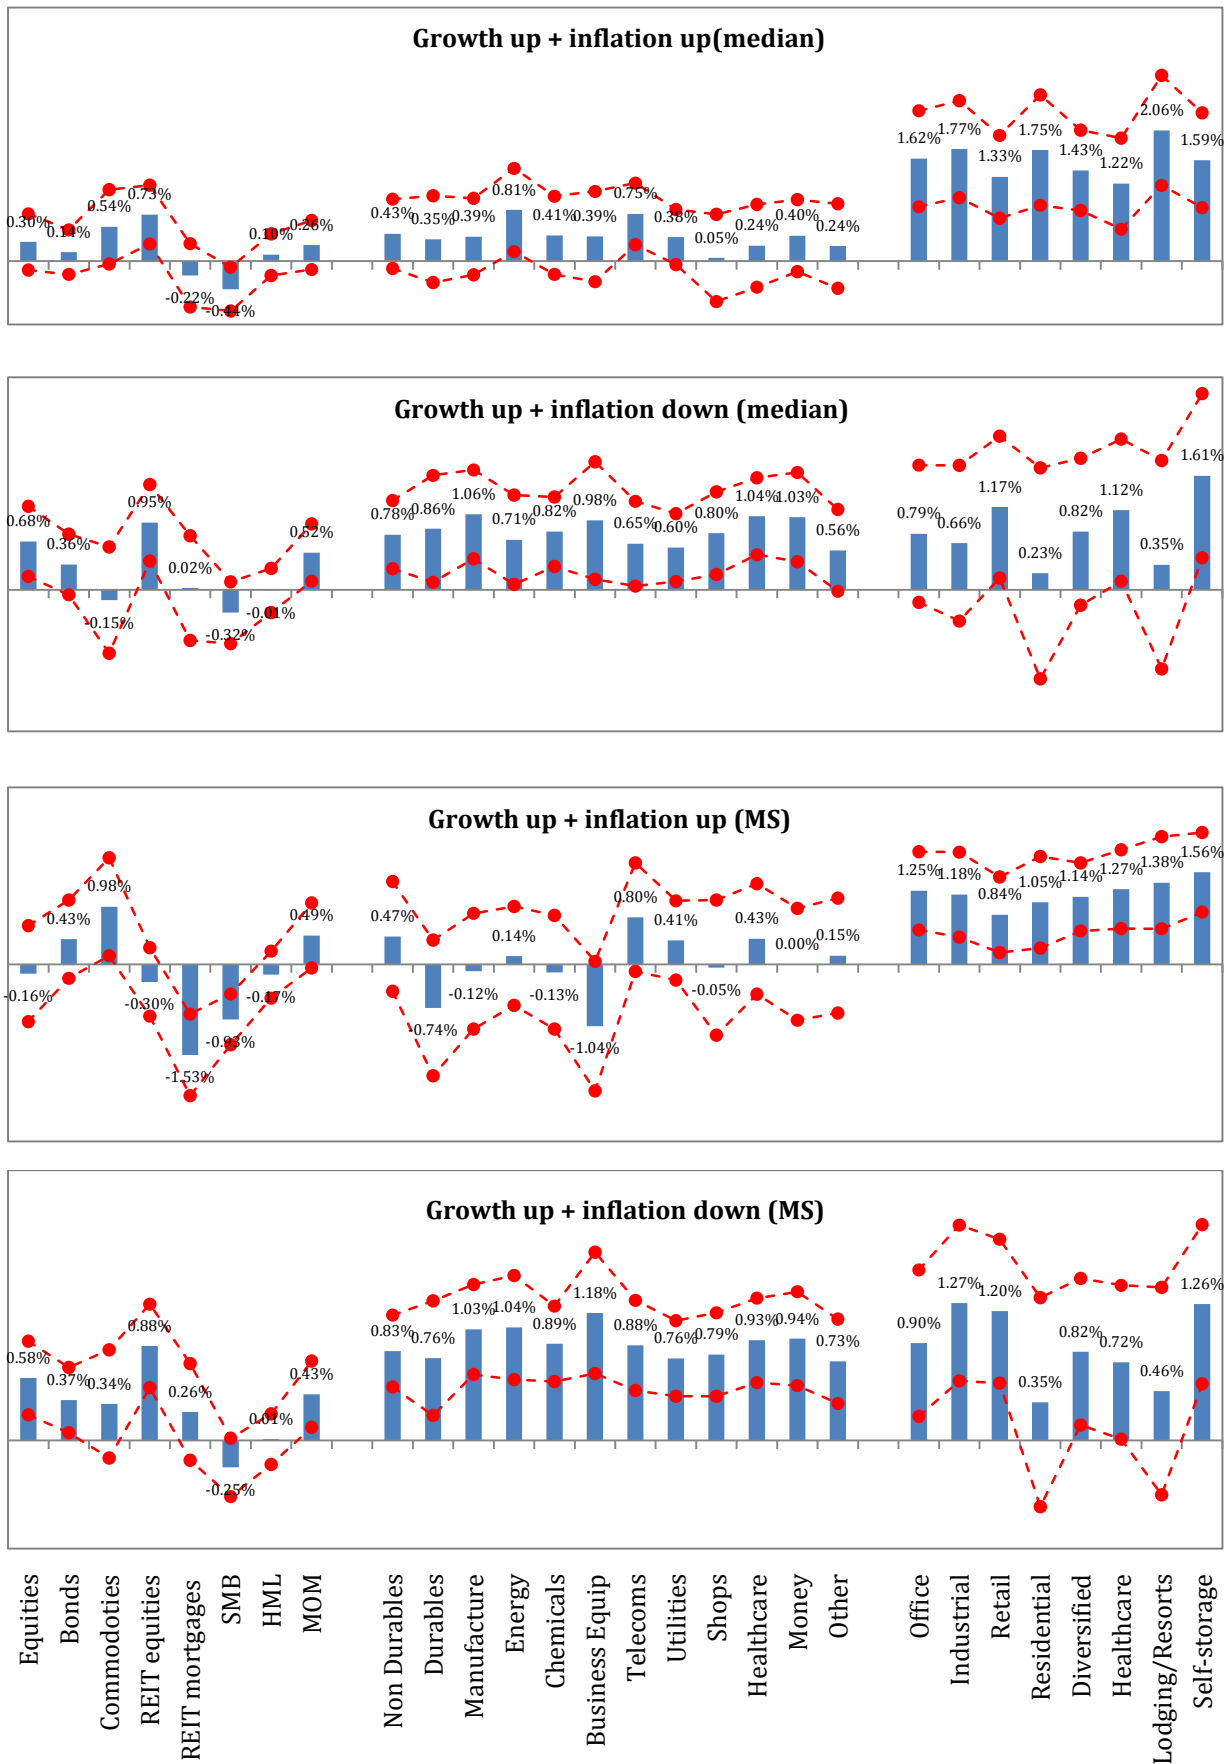 Growth up + inflation up(median)
0.30% 0.14% 0.54% 0.73% -0.22% -0.44% 0.10% 0.26% 0.43% 0.35% 0.39% 0.81% 0.41% 0.39% 0.75% 0.38% 0.05% 0.24% 0.40% 0.24% 1.62% 1.77% 1.33% 1.75% 1.43% 1.22% 2.06% 1.59%
Growth up + inflation down (median)
0.68% 0.36% -0.15% 0.95% 0.02% -0.32% -0.01% 0.52% 0.78% 0.86% 1.06% 0.71% 0.82% 0.98% 0.65% 0.60% 0.80% 1.04% 1.03% 0.56% 0.79% 0.66% 1.17% 0.23% 0.82% 1.12% 0.35% 1.61%
Growth up + inflation up (MS)
-0.16% 0.43% 0.98% -0.30% -1.53% -0.93% -0.17% 0.49% 0.47% -0.74% -0.12% 0.14% -0.13% -1.04% 0.80% 0.41% -0.05% 0.43% 0.00% 0.15% 1.25% 1.18% 0.84% 1.05% 1.14% 1.27% 1.38% 1.56%
Growth up + inflation down (MS)
0.58% 0.37% 0.34% 0.88% 0.26% -0.25% 0.01% 0.43% 0.83% 0.76% 1.03% 1.04% 0.89% 1.18% 0.88% 0.76% 0.79% 0.93% 0.94% 0.73% 0.90% 1.27% 1.20% 0.35% 0.82% 0.72% 0.46% 1.26%
Equities
Bonds
Commodoties
REIT equities
REIT mortgages
SMB
HML
MOM
Non Durables
Durables
Manufacture
Energy
Chemicals
Business Equip
Telecoms
Utilities
Shops
Healthcare
Money
Other
Office
Industrial
Retail
Residential
Diversified
Healthcare
Lodging/Resorts
Self-storage